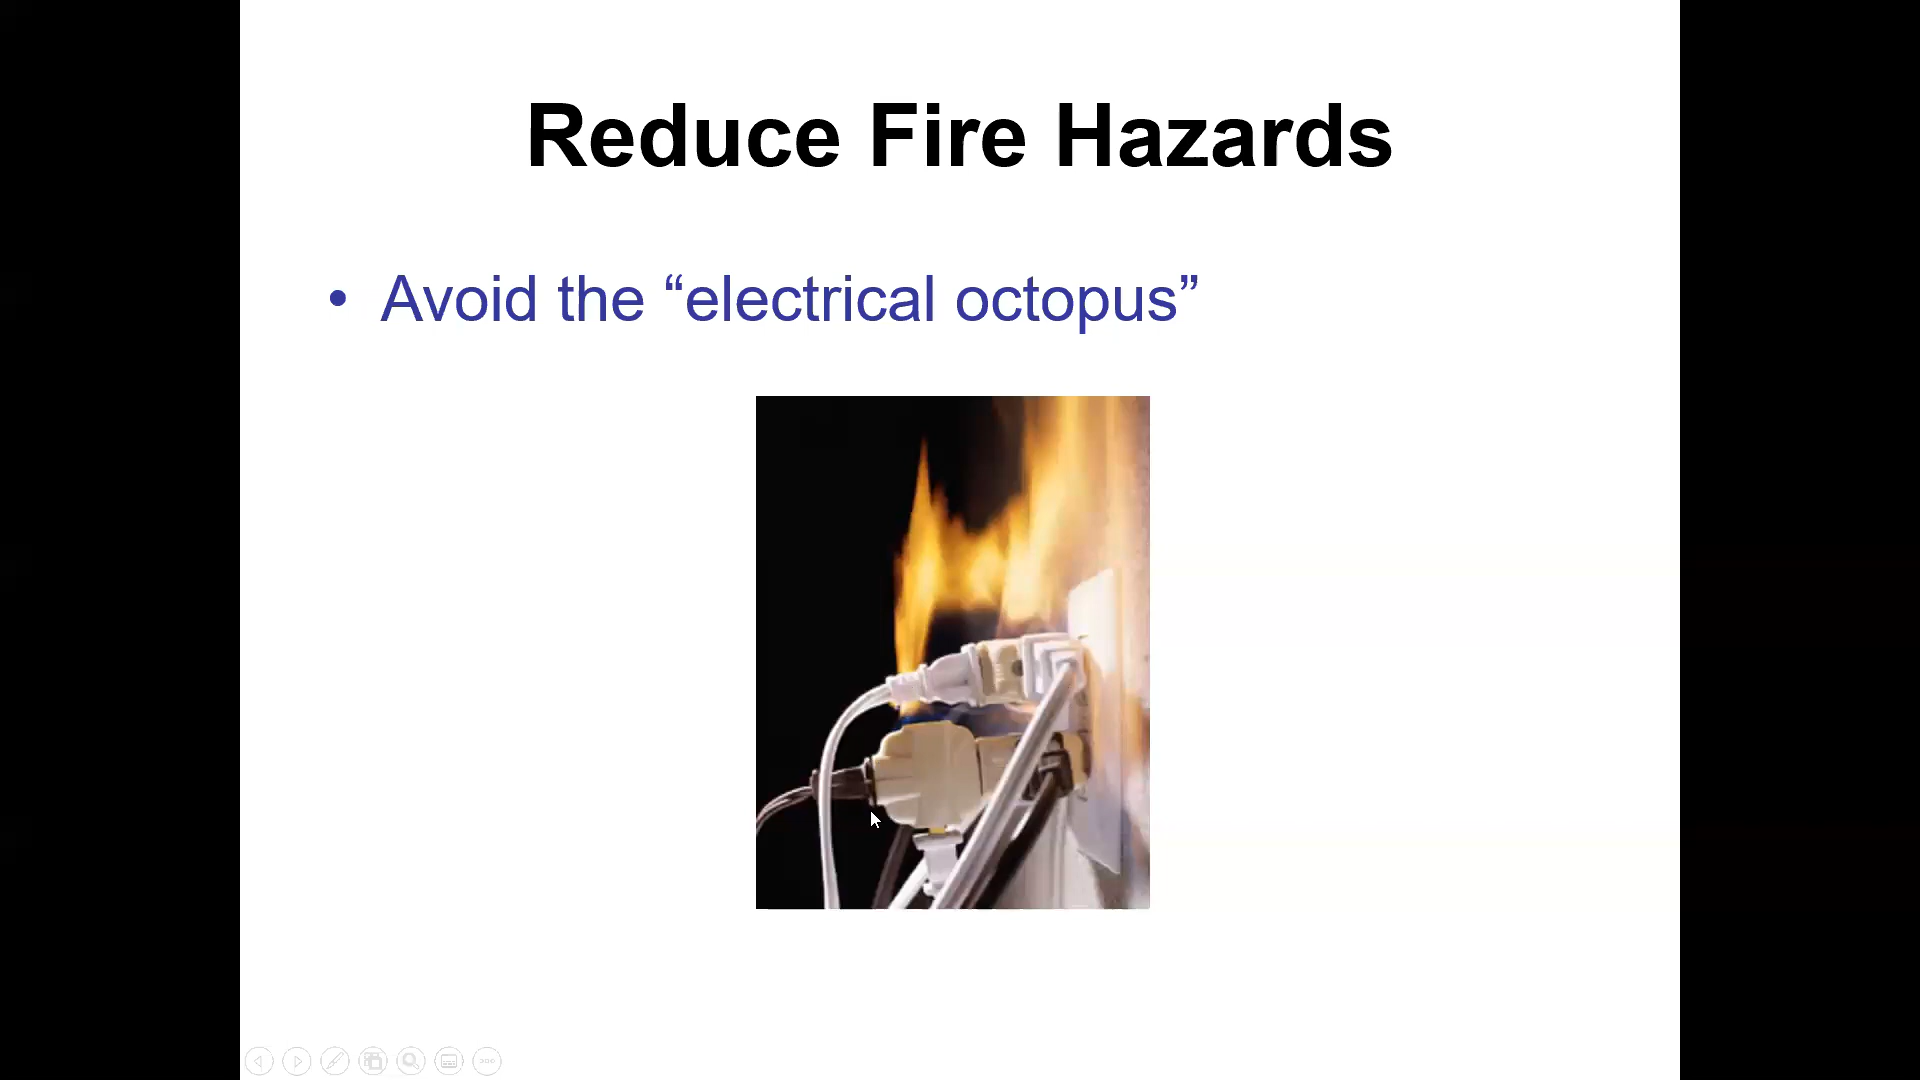 Reduce Fire Hazards
• Avoid the “electrical octopus”